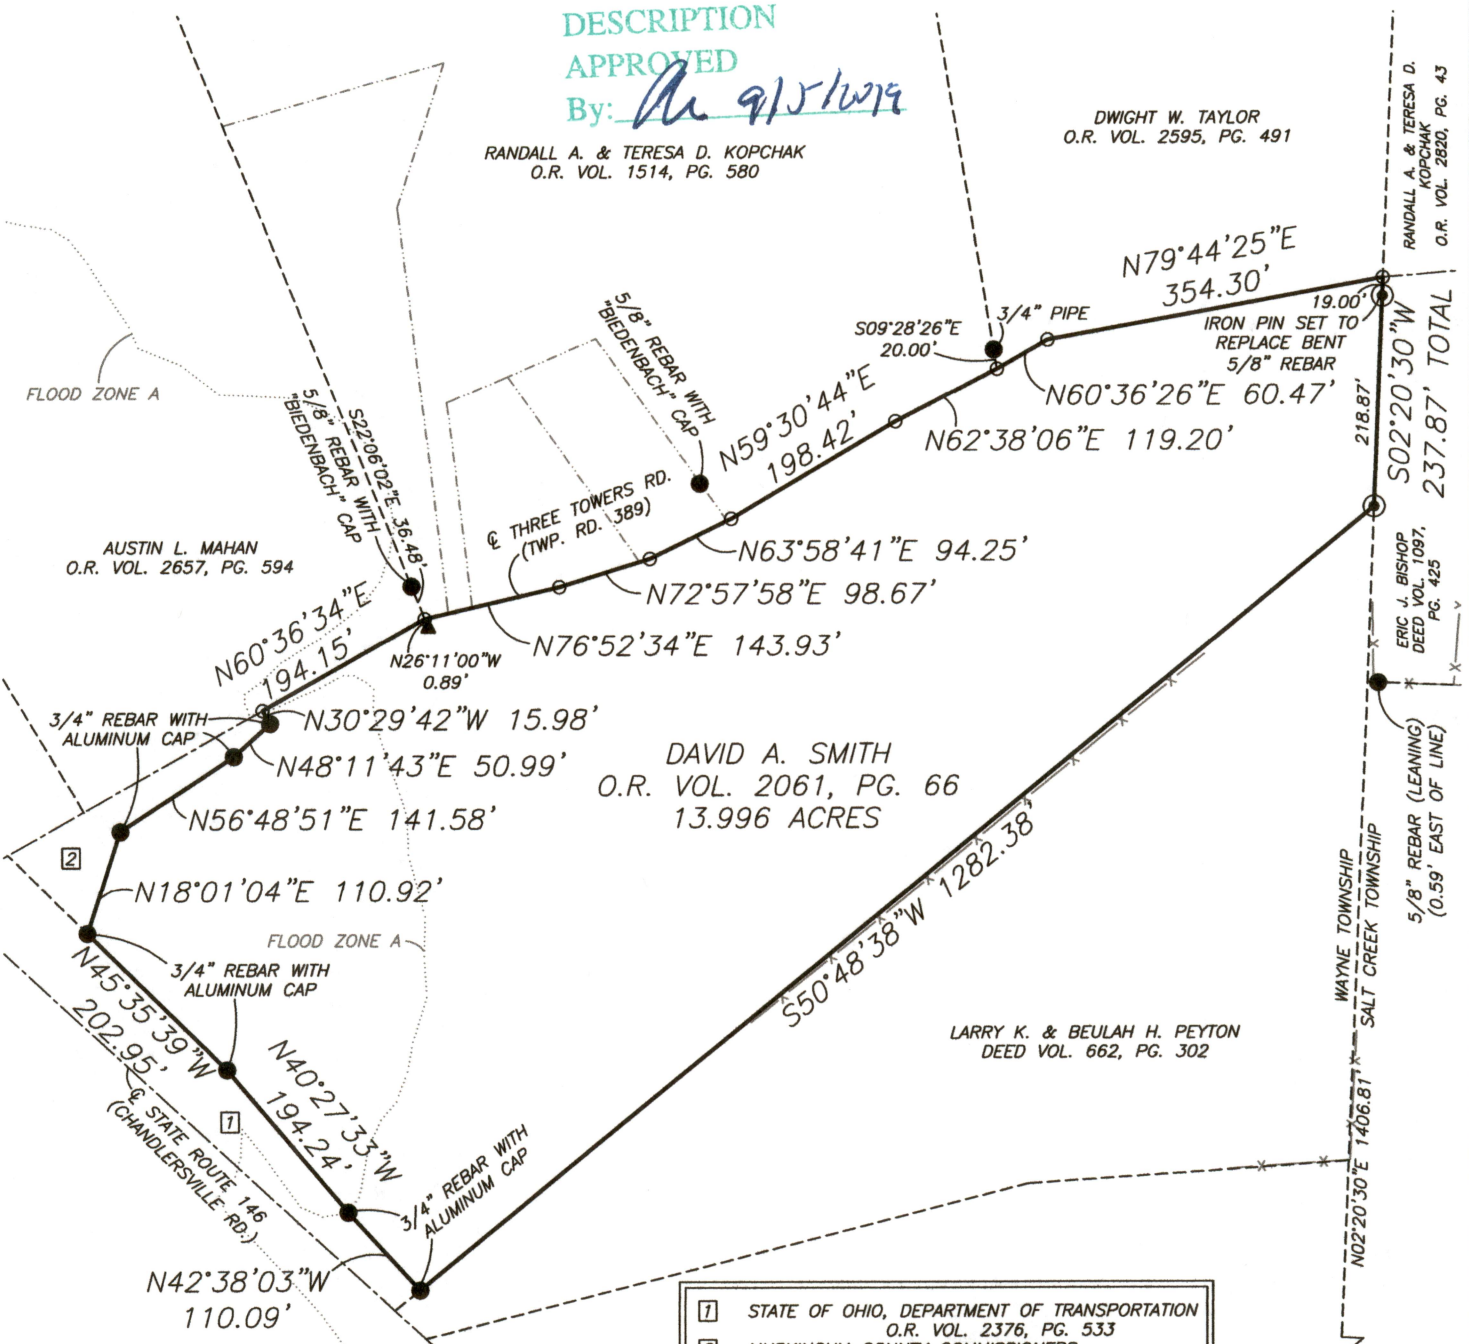 DESCRIPTION
APPROVED
By: 9/5/2019
RANDALL A. & TERESA D. KOPCHAK
O.R. VOL. 1514, PG. 580
DWIGHT W. TAYLOR
O.R. VOL. 2595, PG. 491
RANDALL A. & TERESA D.
KOPCHAK
O.R. VOL. 2820, PG. 43
N79°44'25"E
354.30'
19.00'
IRON PIN SET TO
REPLACE BENT
5/8" REBAR
S02°20'30"W
237.87' TOTAL
218.87'
3/4" PIPE
S09°28'26"E
20.00'
N60°36'26"E 60.47'
N62°38'06"E 119.20'
N59°30'44"E
198.42'
5/8" REBAR WITH
"BIEDENBACH" CAP
FLOOD ZONE A
S22°06'02"E 36.48'
5/8" REBAR WITH
"BIEDENBACH" CAP
℄ THREE TOWERS RD.
(TWP. RD. 389)
N63°58'41"E 94.25'
N72°57'58"E 98.67'
N76°52'34"E 143.93'
AUSTIN L. MAHAN
O.R. VOL. 2657, PG. 594
N60°36'34"E
194.15'
N26°11'00"W
0.89'
ERIC J. BISHOP
DEED VOL. 1097,
PG. 425
3/4" REBAR WITH
ALUMINUM CAP
N30°29'42"W 15.98'
N48°11'43"E 50.99'
N56°48'51"E 141.58'
DAVID A. SMITH
O.R. VOL. 2061, PG. 66
13.996 ACRES
5/8" REBAR (LEANING)
(0.59' EAST OF LINE)
2
N18°01'04"E 110.92'
FLOOD ZONE A
S50°48'38"W 1282.38'
WAYNE TOWNSHIP
SALT CREEK TOWNSHIP
3/4" REBAR WITH
ALUMINUM CAP
N45°35'39"W
202.95'
N40°27'33"W
194.24'
1
LARRY K. & BEULAH H. PEYTON
DEED VOL. 662, PG. 302
℄ STATE ROUTE 146
(CHANDLERSVILLE RD.)
3/4" REBAR WITH
ALUMINUM CAP
N02°20'30"E 1406.81'
N42°38'03"W
110.09'
1 STATE OF OHIO, DEPARTMENT OF TRANSPORTATION
O.R. VOL. 2376, PG. 533